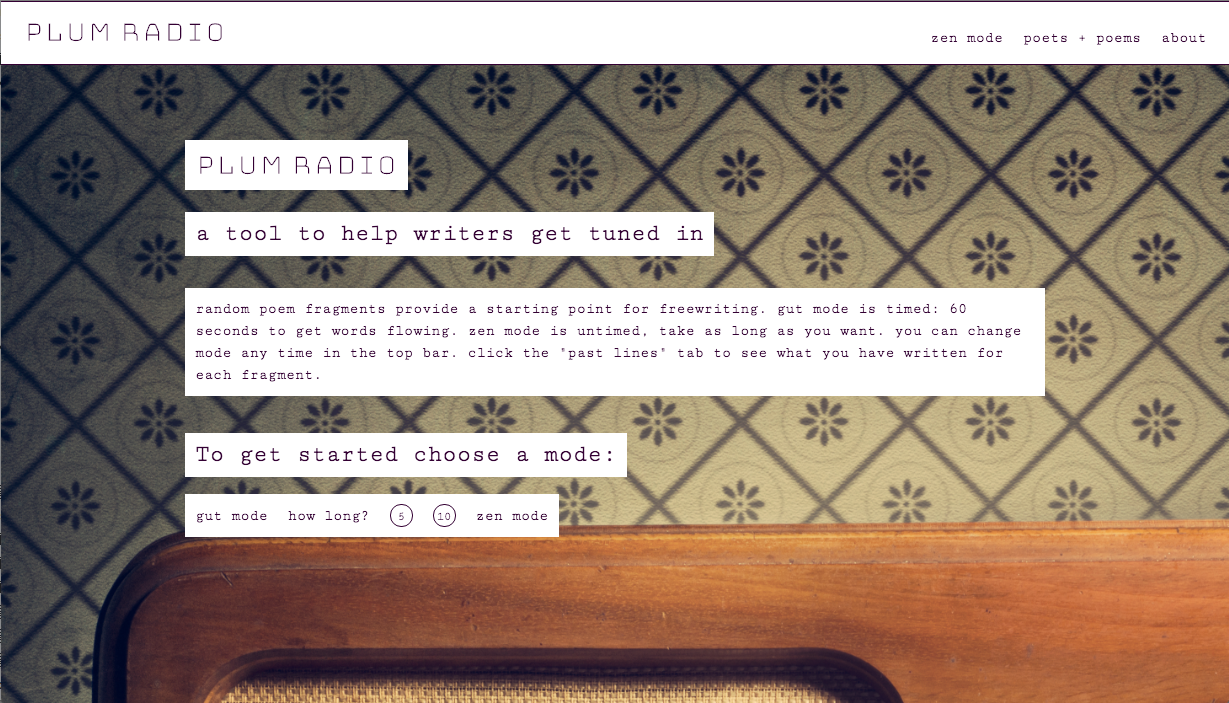 PLUM RADIO
zen mode poets + poems about
PLUM RADIO
a tool to help writers get tuned in
random poem fragments provide a starting point for freewriting. gut mode is timed: 60
seconds to get words flowing. zen mode is untimed, take as long as you want. you can change
mode any time in the top bar. click the "past lines" tab to see what you have written for
each fragment.
To get started choose a mode:
gut mode how long? 5 10 zen mode